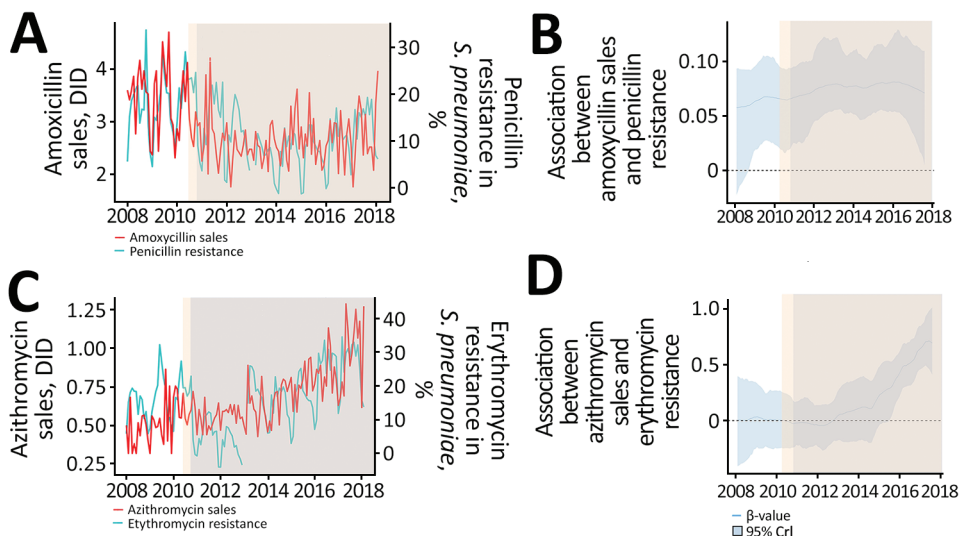 A
Amoxicillin
sales, DID
4
3
2
30
20
10
0
Penicillin
resistance in
S. pneumoniae,
%
2008 2010 2012 2014 2016 2018
Amoxycillin sales
Penicillin resistance
B
Association
between
amoxycillin sales
and penicillin
resistance
0.10
0.05
0
2008 2010 2012 2014 2016 2018
C
Azithromycin
sales, DID
1.25
1.00
0.75
0.50
0.25
40
30
20
10
0
Erythromycin
resistance in
S. pneumoniae,
%
2008 2010 2012 2014 2016 2018
Azithromycin sales
Etythromycin resistance
D
Association
between
azithromycin
sales and
erythromycin
resistance
1.0
0.5
0
2008 2010 2012 2014 2016 2018
β-value
95% Crl